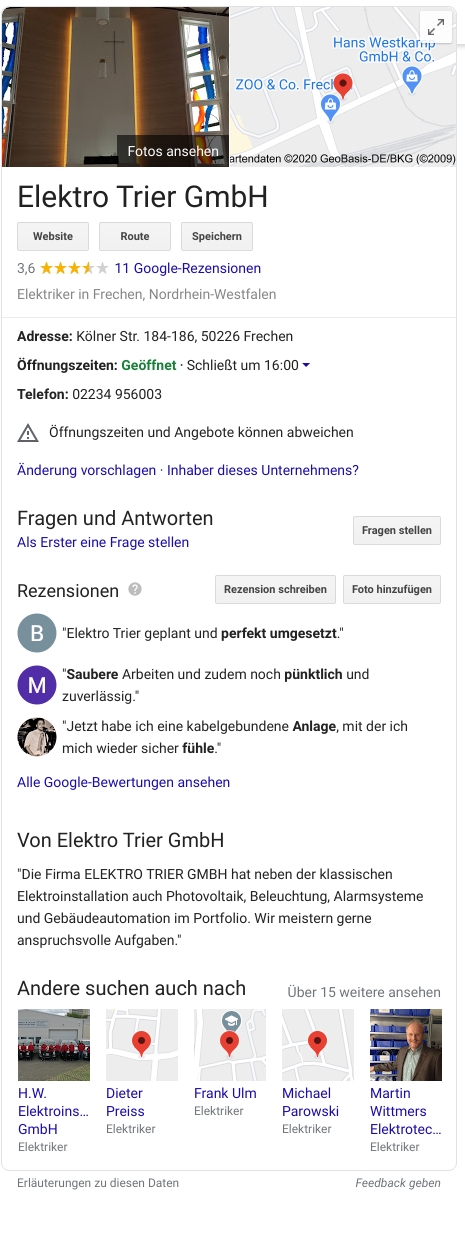 Hans Westkamp
GmbH & Co.
ZOO & Co. Frech
Fotos ansehen
artendaten ©2020 GeoBasis-DE/BKG (©2009)
Elektro Trier GmbH
Website
Route
Speichern
3,6 11 Google-Rezensionen
Elektriker in Frechen, Nordrhein-Westfalen
Adresse: Kölner Str. 184-186, 50226 Frechen
Öffnungszeiten: Geöffnet · Schließt um 16:00
Telefon: 02234 956003
Öffnungszeiten und Angebote können abweichen
Änderung vorschlagen · Inhaber dieses Unternehmens?
Fragen und Antworten
Fragen stellen
Als Erster eine Frage stellen
Rezensionen ?
Rezension schreiben
Foto hinzufügen
B
"Elektro Trier geplant und perfekt umgesetzt."
M
"Saubere Arbeiten und zudem noch pünktlich und
zuverlässig."
"Jetzt habe ich eine kabelgebundene Anlage, mit der ich
mich wieder sicher fühle."
Alle Google-Bewertungen ansehen
Von Elektro Trier GmbH
"Die Firma ELEKTRO TRIER GMBH hat neben der klassischen
Elektroinstallation auch Photovoltaik, Beleuchtung, Alarmsysteme
und Gebäudeautomation im Portfolio. Wir meistern gerne
anspruchsvolle Aufgaben."
Andere suchen auch nach
Über 15 weitere ansehen
H.W.
Elektroins...
GmbH
Elektriker
Dieter
Preiss
Elektriker
Frank Ulm
Elektriker
Michael
Parowski
Elektriker
Martin
Wittmers
Elektrotec...
Elektriker
Erläuterungen zu diesen Daten
Feedback geben